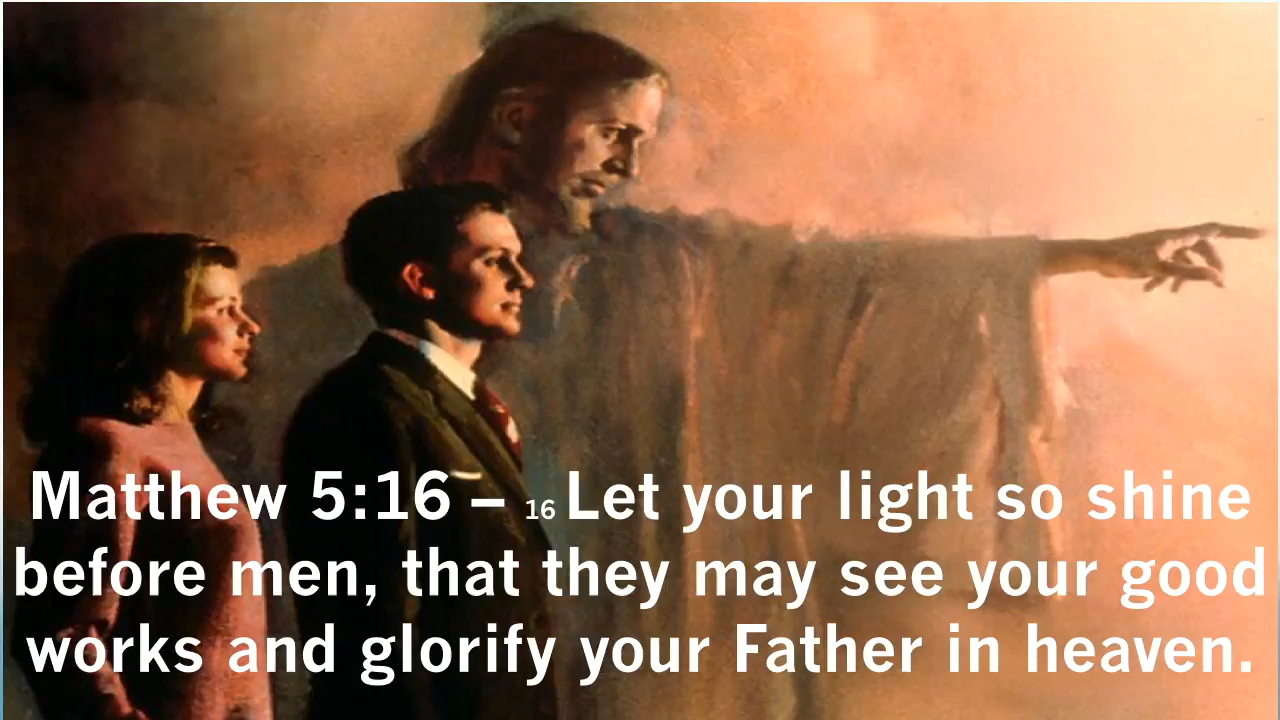 Matthew 5:16 – 16 Let your light so shine
before men, that they may see your good
works and glorify your Father in heaven.